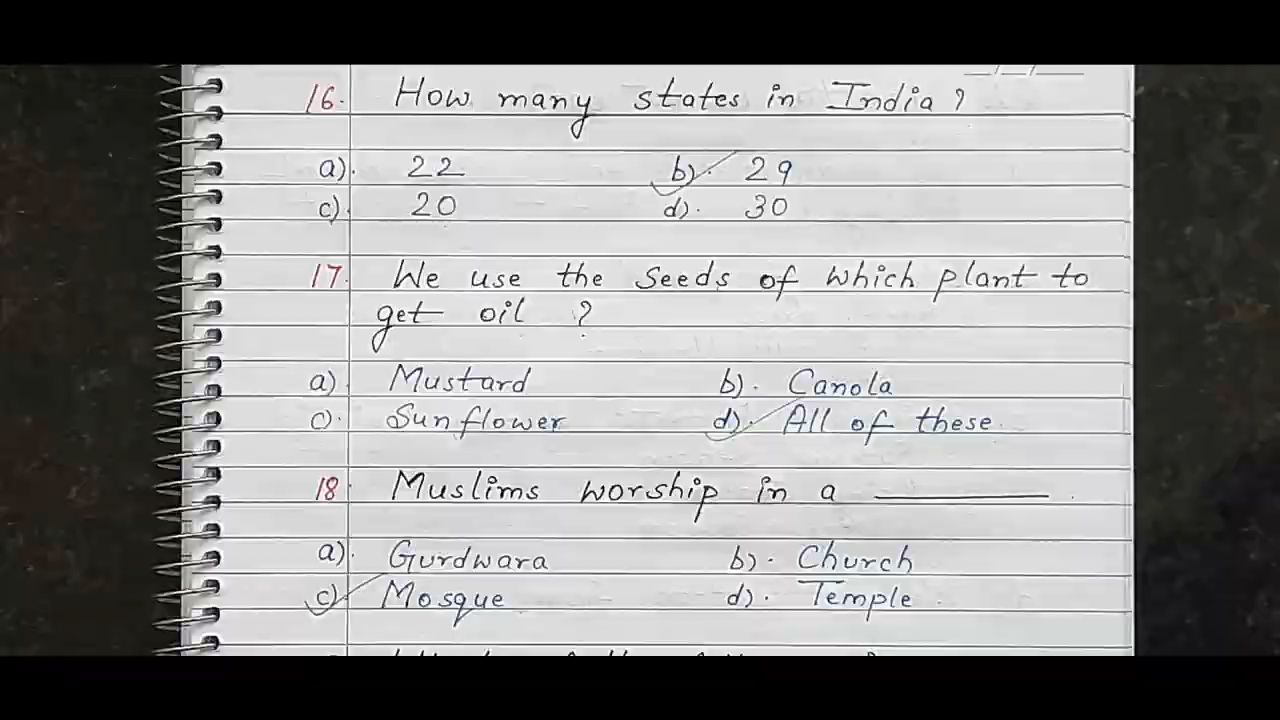 16. How many states in India?
a). 22 b). 29
c). 20 d). 30
17. We use the seeds of which plant to
get oil ?
a). Mustard b). Canola
c). Sunflower d). All of these.
18. Muslims worship in a ________.
a). Gurdwara b). Church
c). Mosque d). Temple.